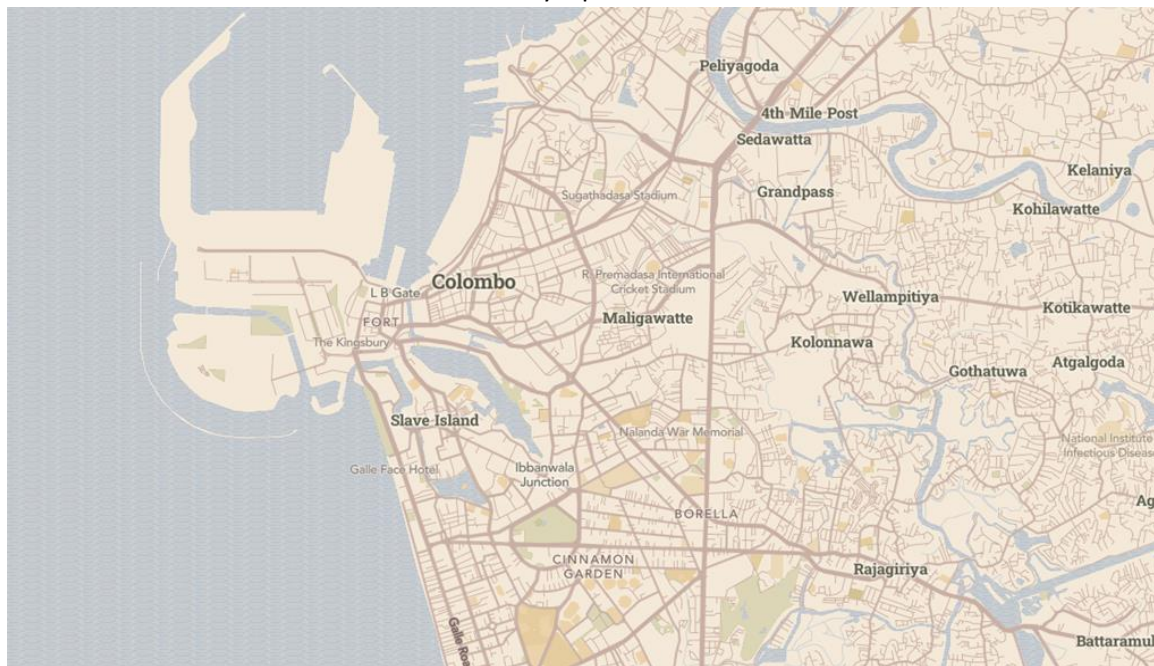 Peliyagoda
4th Mile Post
Sedawatta
Kelaniya
Grandpass
Sugathadasa Stadium
Kohilawatte
R. Premadasa International
Cricket Stadium
Colombo
L B Gate
Wellampitiya
Kotikawatte
FORT
Maligawatte
The Kingsbury
Kolonnawa
Atgalgoda
Gothatuwa
Slave Island
Nalanda War Memorial
National Institute
Infectious Disease
Galle Face Hotel
Ibbanwala
Junction
Ag
BORELLA
CINNAMON
GARDEN
Rajagiriya
Galle Roa
Battaramul